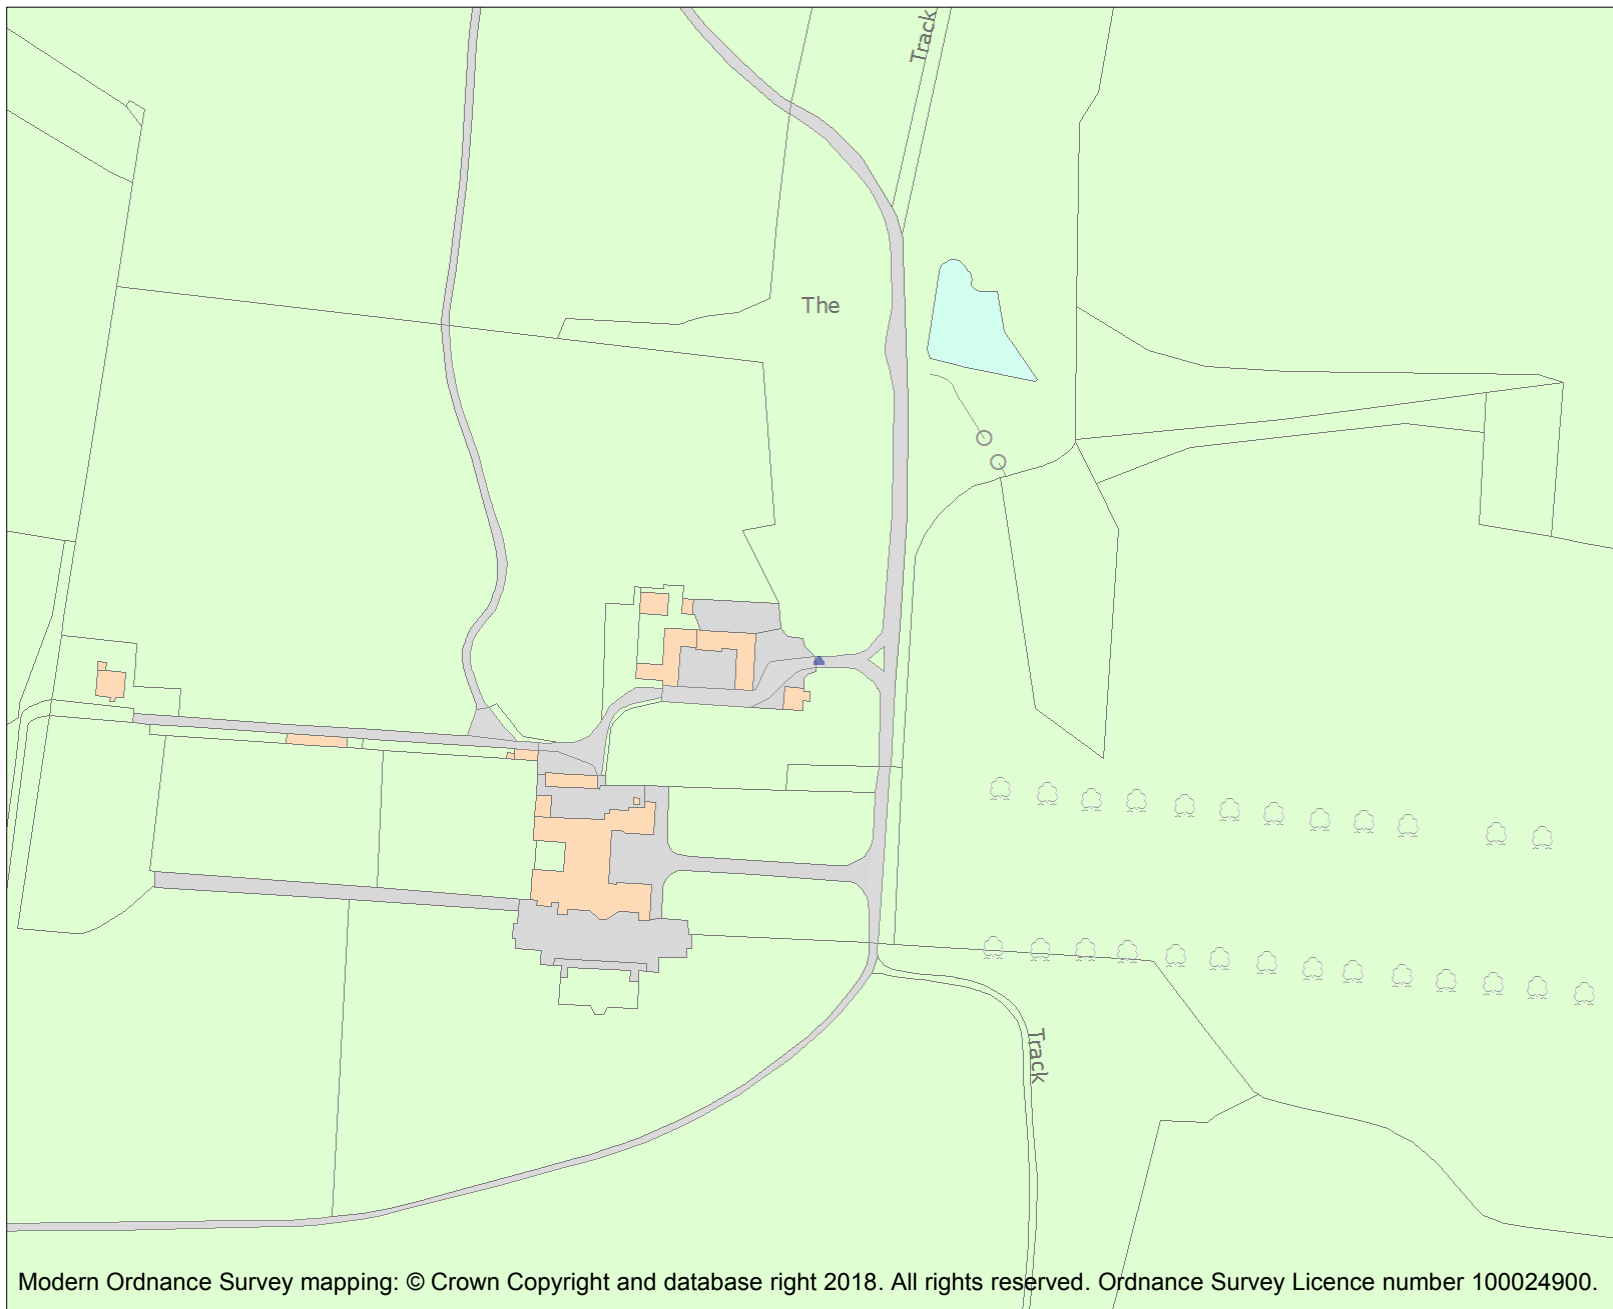 Track
The
Track
Modern Ordnance Survey mapping: © Crown Copyright and database right 2018. All rights reserved. Ordnance Survey Licence number 100024900.